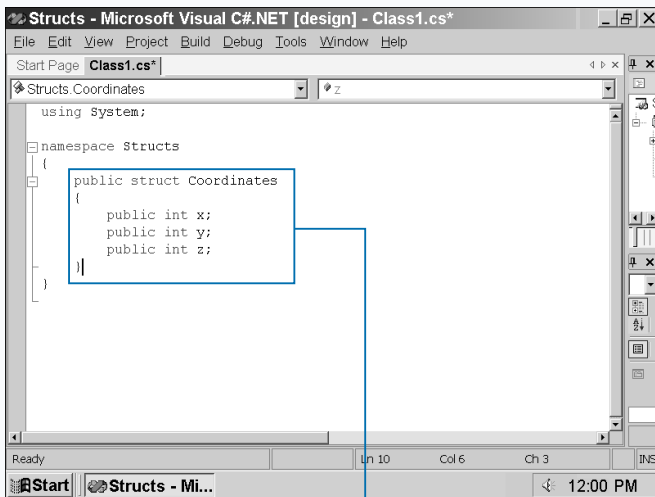 Structs - Microsoft Visual C#.NET [design] - Class1.cs*
File Edit View Project Build Debug Tools Window Help
Start Page Class1.cs*
Structs.Coordinates z
using System;
namespace Structs
{
public struct Coordinates
{
public int x;
public int y;
public int z;
}
}
Ready Ln 10 Col 6 Ch 3 INS
Start Structs - Mi... 12:00 PM